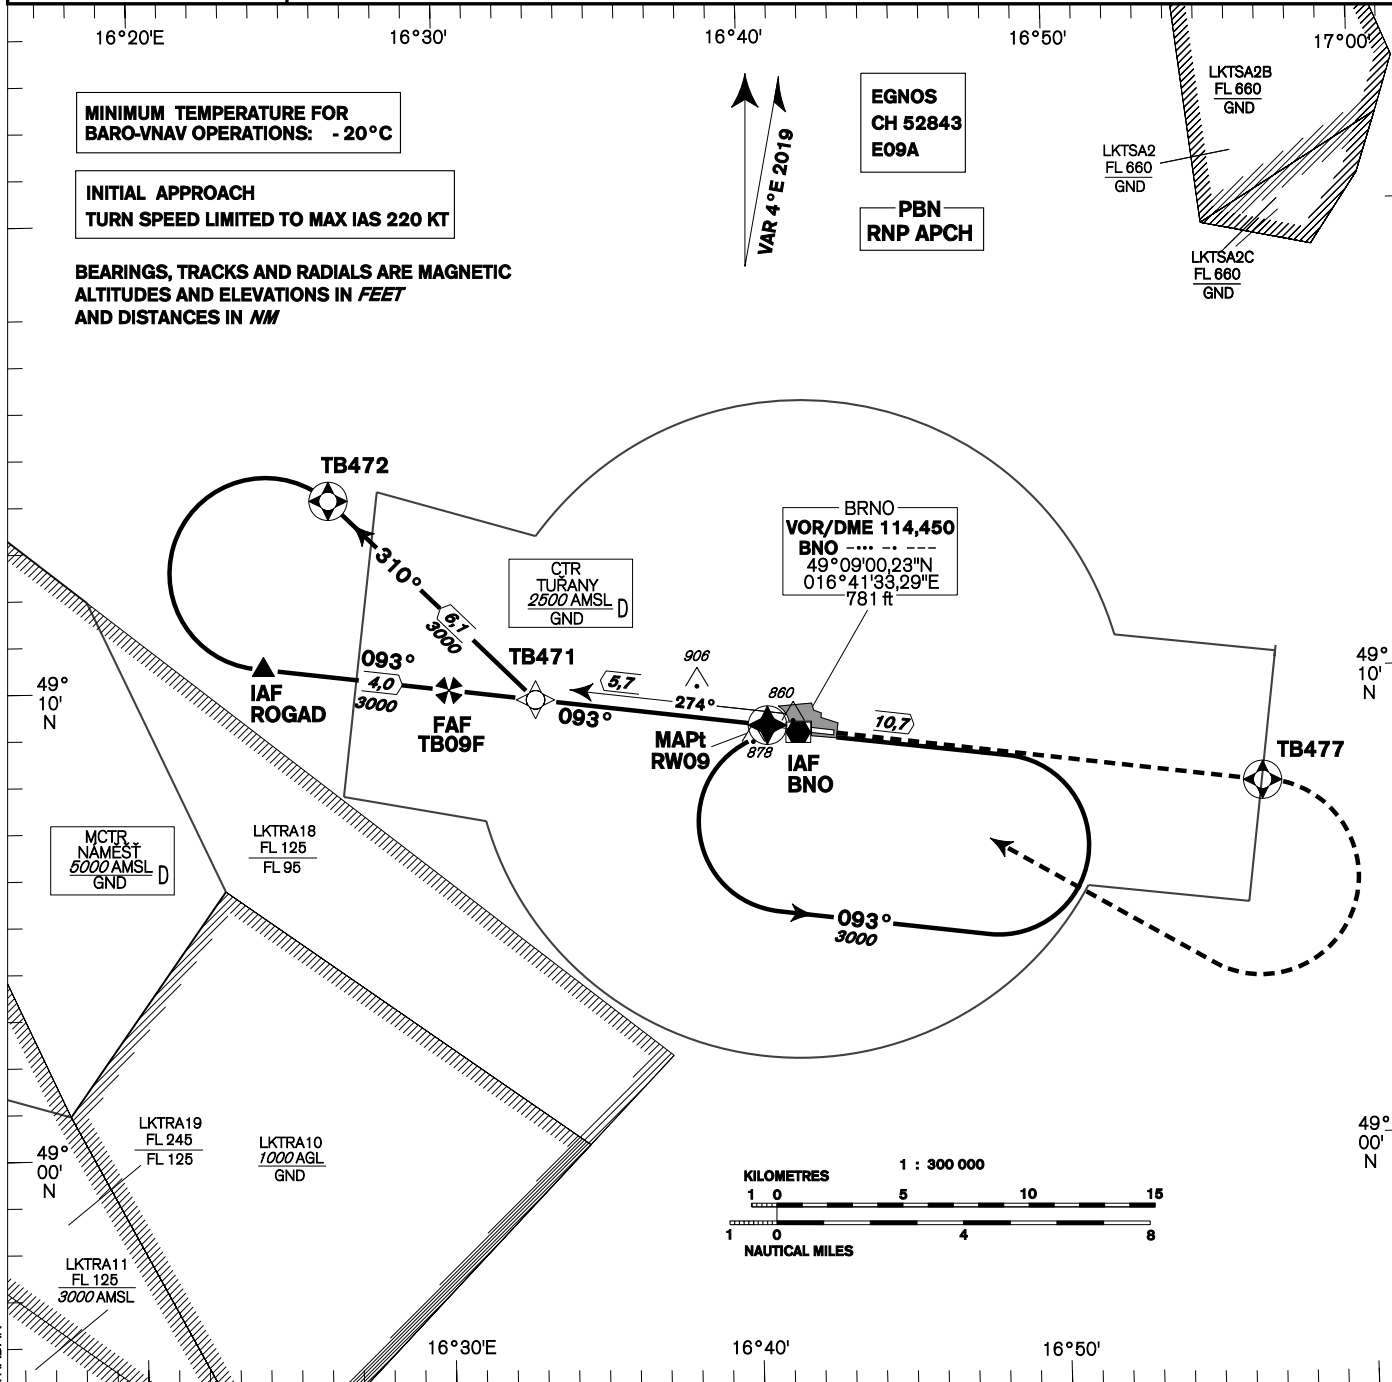 16°20'E
16°30'
16°40'
16°50'
17°00'
MINIMUM TEMPERATURE FOR
BARO-VNAV OPERATIONS: - 20°C
INITIAL APPROACH
TURN SPEED LIMITED TO MAX IAS 220 KT
BEARINGS, TRACKS AND RADIALS ARE MAGNETIC
ALTITUDES AND ELEVATIONS IN FEET
AND DISTANCES IN NM
VAR 4°E 2019
EGNOS
CH 52843
E09A
PBN
RNP APCH
LKTSA2B
FL 660
GND
LKTSA2
FL 660
GND
LKTSA2C
FL 660
GND
TB472
310°
6,1
3000
CTR
TUŘANY
2500 AMSL
GND
D
BRNO
VOR/DME 114,450
BNO
49°09'00,23"N
016°41'33,29"E
781 ft
49°
10'
N
IAF
ROGAD
093°
4,0
3000
FAF
TB09F
TB471
093°
5,7
274°
906
860
878
MAPt
RW09
IAF
BNO
10,7
TB477
49°
10'
N
093°
3000
MCTR
NÁMĚŠŤ
5000 AMSL
GND
D
LKTRA18
FL 125
FL 95
LKTRA19
FL 245
FL 125
LKTRA10
1000 AGL
GND
LKTRA11
FL 125
3000 AMSL
49°
00'
N
49°
00'
N
1 : 300 000
KILOMETRES
1 0 5 10 15
1 0 4 8
NAUTICAL MILES
16°30'E
16°40'
16°50'